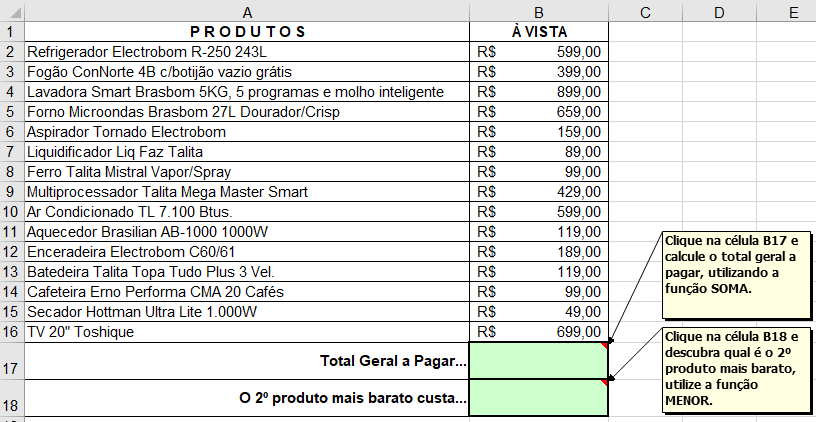 A B C D E
1 P R O D U T O S À VISTA
2 Refrigerador Electrobom R-250 243L R$ 599,00
3 Fogão ConNorte 4B c/botijão vazio grátis R$ 399,00
4 Lavadora Smart Brasbom 5KG, 5 programas e molho inteligente R$ 899,00
5 Forno Microondas Brasbom 27L Dourador/Crisp R$ 659,00
6 Aspirador Tornado Electrobom R$ 159,00
7 Liquidificador Liq Faz Talita R$ 89,00
8 Ferro Talita Mistral Vapor/Spray R$ 99,00
9 Multiprocessador Talita Mega Master Smart R$ 429,00
10 Ar Condicionado TL 7.100 Btus. R$ 599,00
11 Aquecedor Brasilian AB-1000 1000W R$ 119,00
12 Enceradeira Electrobom C60/61 R$ 189,00
13 Batedeira Talita Topa Tudo Plus 3 Vel. R$ 119,00
14 Cafeteira Erno Performa CMA 20 Cafés R$ 99,00
15 Secador Hottman Ultra Lite 1.000W R$ 49,00
16 TV 20" Toshique R$ 699,00
17 Total Geral a Pagar...
18 O 2º produto mais barato custa...
Clique na célula B17 e
calcule o total geral a
pagar, utilizando a
função SOMA.
Clique na célula B18 e
descubra qual é o 2º
produto mais barato,
utilize a função
MENOR.